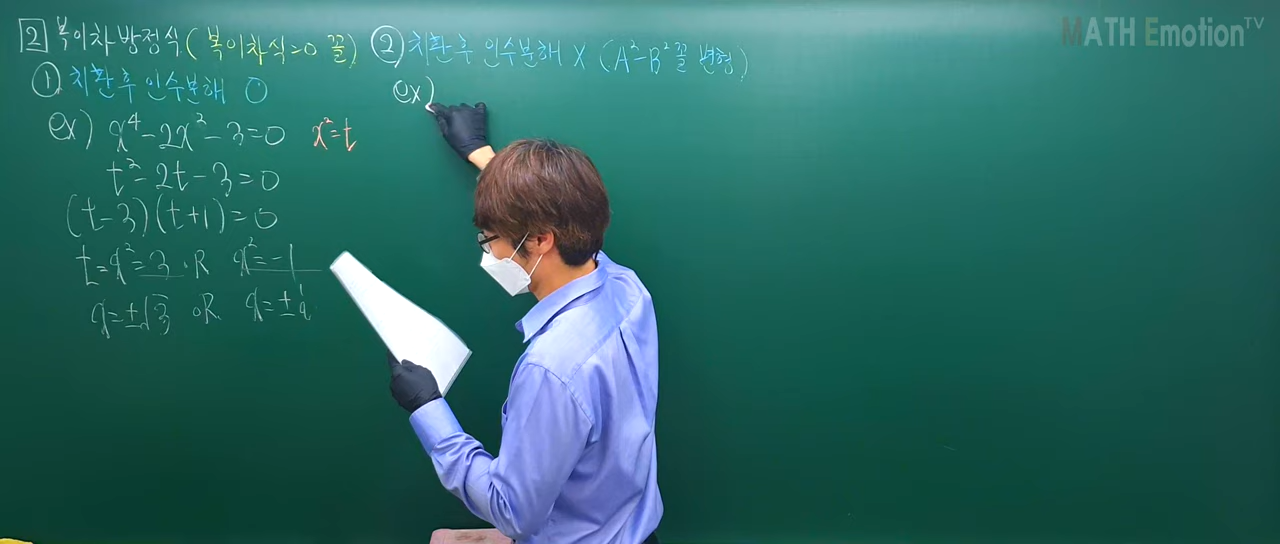 MATH Emotion TV
2 복이차방정식 (복이차식=0 꼴)
① 치환후 인수분해 O
ex) x⁴-2x²-3=0 x²=t
t²-2t-3=0
(t-3)(t+1)=0
t=x²=3 oR x²=-1
x=±√3 oR x=±i
② 치환후 인수분해 X (A²-B²꼴 변형)
ex)